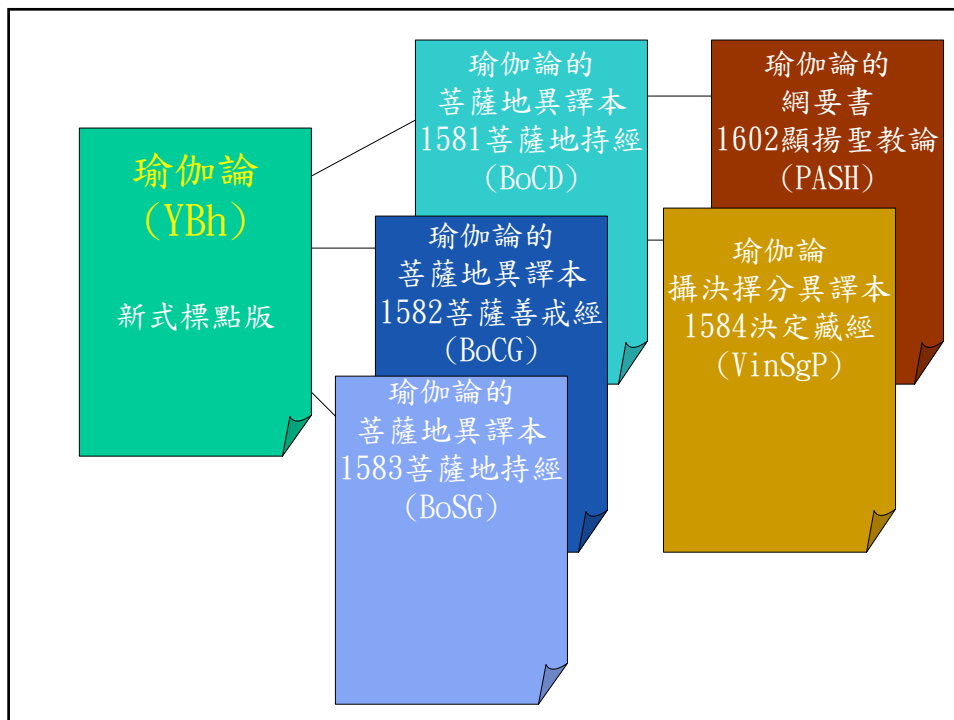 瑜伽論
(YBh)
新式標點版
瑜伽論的
菩薩地異譯本
1581菩薩地持經
(BoCD)
瑜伽論的
菩薩地異譯本
1582菩薩善戒經
(BoCG)
瑜伽論的
菩薩地異譯本
1583菩薩地持經
(BoSG)
瑜伽論的
網要書
1602顯揚聖教論
(PASH)
瑜伽論
攝決擇分異譯本
1584決定藏經
(VinSgP)